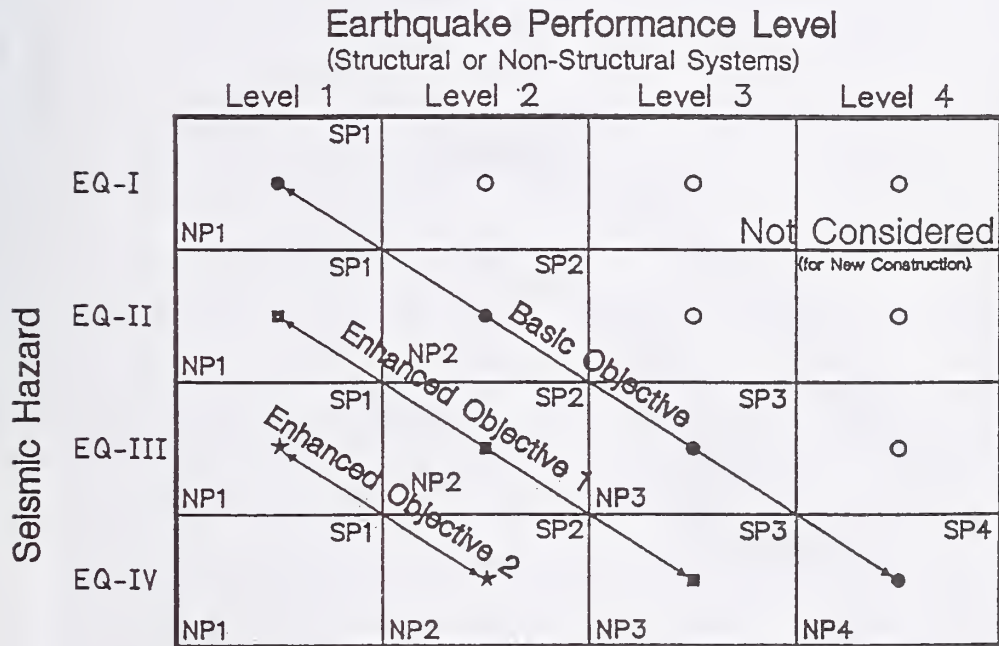 Earthquake Performance Level
(Structural or Non-Structural Systems)
Level 1 Level 2 Level 3 Level 4
Seismic Hazard
EQ-I
SP1
NP1
Not Considered
(for New Construction)
EQ-II
SP1
SP2
NP1
NP2
Basic Objective
Enhanced Objective 1
EQ-III
SP1
SP2
SP3
NP1
NP2
NP3
Enhanced Objective 2
EQ-IV
SP1
SP2
SP3
SP4
NP1
NP2
NP3
NP4